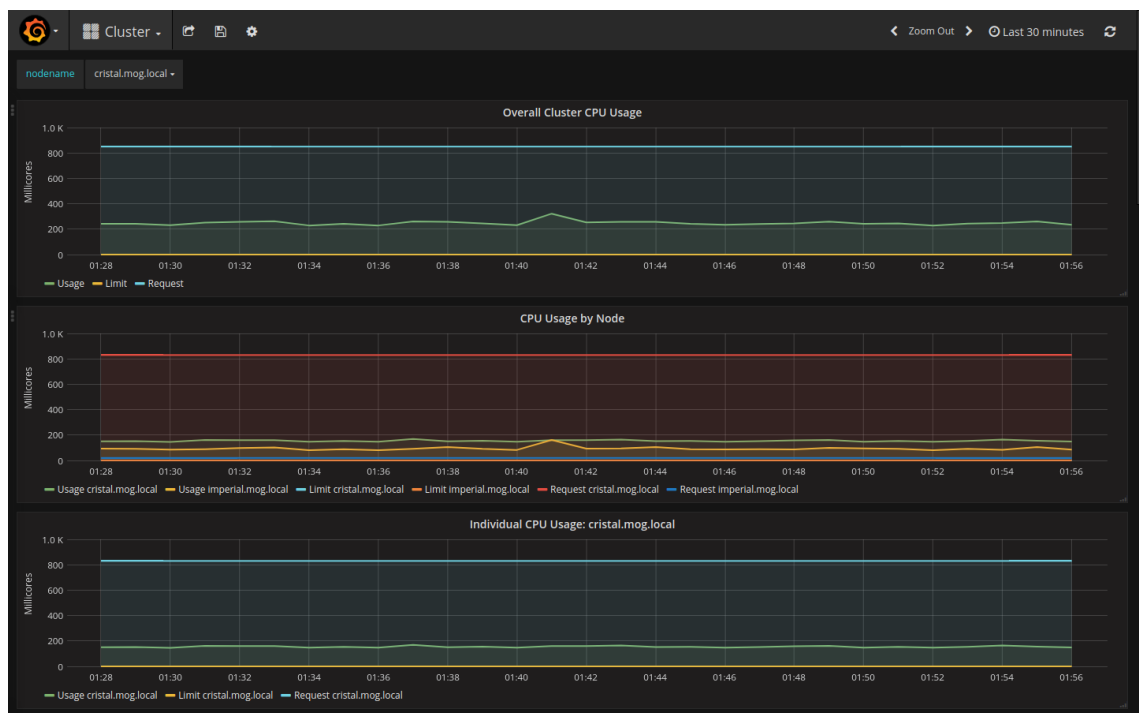 Cluster
Zoom Out
Last 30 minutes
nodename
cristal.mog.local
Overall Cluster CPU Usage
Millicores
1.0 K
800
600
400
200
0
01:28 01:30 01:32 01:34 01:36 01:38 01:40 01:42 01:44 01:46 01:48 01:50 01:52 01:54 01:56
Usage Limit Request
CPU Usage by Node
Millicores
1.0 K
800
600
400
200
0
01:28 01:30 01:32 01:34 01:36 01:38 01:40 01:42 01:44 01:46 01:48 01:50 01:52 01:54 01:56
Usage cristal.mog.local Usage imperial.mog.local Limit cristal.mog.local Limit imperial.mog.local Request cristal.mog.local Request imperial.mog.local
Individual CPU Usage: cristal.mog.local
Millicores
1.0 K
800
600
400
200
0
01:28 01:30 01:32 01:34 01:36 01:38 01:40 01:42 01:44 01:46 01:48 01:50 01:52 01:54 01:56
Usage cristal.mog.local Limit cristal.mog.local Request cristal.mog.local